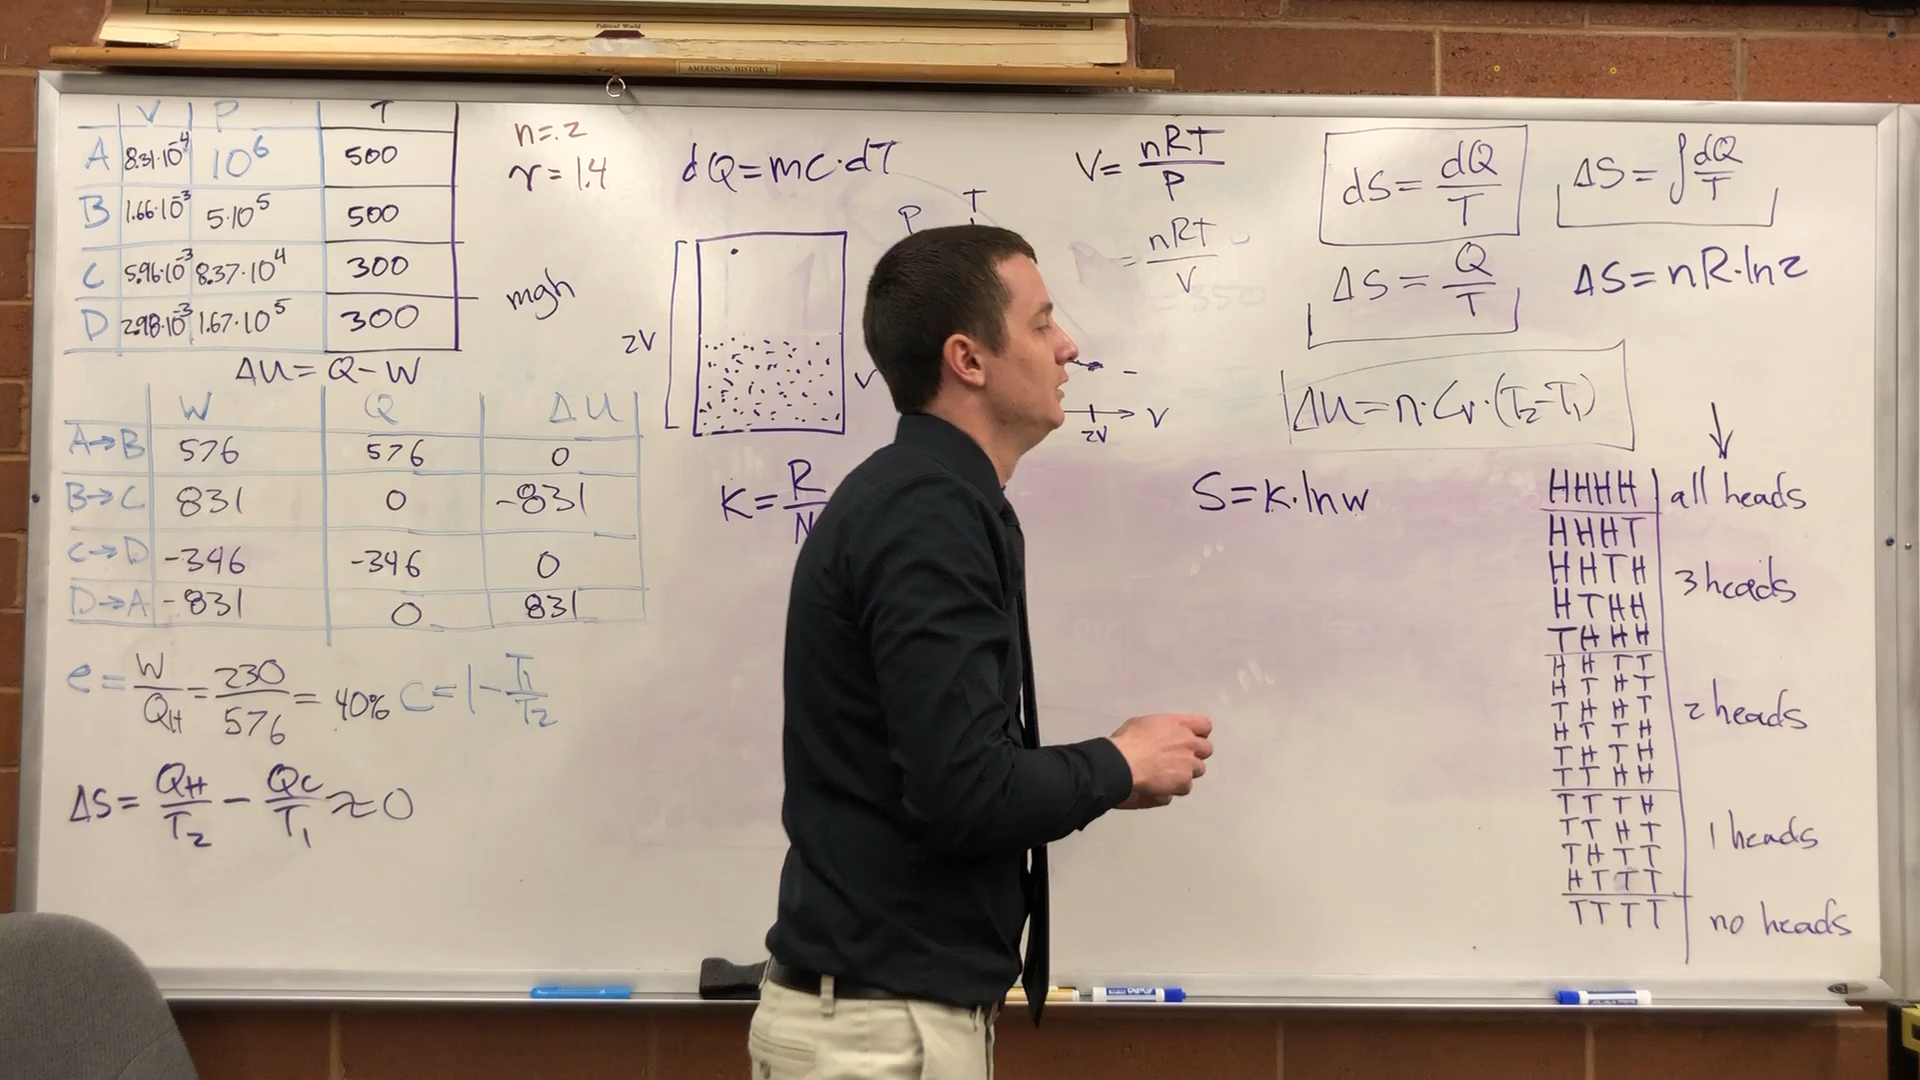 Political World
AMERICAN HISTORY
V P T
A 8.31·10⁻⁴ 10⁶ 500
B 1.66·10⁻³ 5·10⁵ 500
C 5.96·10⁻³ 8.37·10⁴ 300
D 2.98·10⁻³ 1.67·10⁵ 300
ΔU=Q-W
W Q ΔU
A→B 576 576 0
B→C 831 0 -831
C→D -346 -346 0
D→A -831 0 831
e=W/QH=230/576=40%
C=1-T₁/T₂
ΔS=QH/T₂-QC/T₁≈0
n=.2
γ=1.4
mgh
dQ=mc·dT
P
T
2V
V
2V
V
K=R/N
V=nRT/P
=nRT/V
dS=dQ/T
ΔS=∫dQ/T
ΔS=Q/T
ΔS=nR·ln2
ΔU=n·Cv·(T₂-T₁)
S=K·lnw
HHHH all heads
HHHT
HHTH
HTHH
THHH
3 heads
HHTT
HTHT
THHT
HTTH
THTH
TTHH
2 heads
TTTH
TTHT
THTT
HTTT
1 heads
TTTT no heads